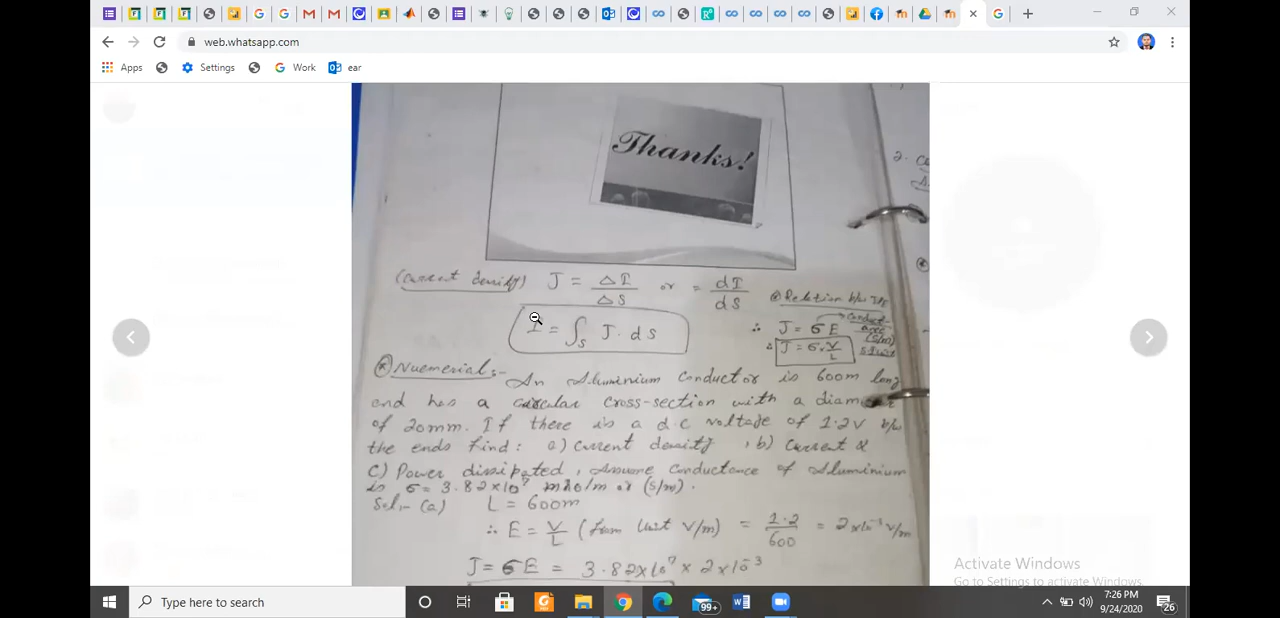 web.whatsapp.com
Apps Settings Work ear
Thanks!
(Current density) J = ΔI/ΔS or = dI/dS
I = ∫s J. ds
Relation b/w
∴ J = σE
∴ J = σ.V/L
(S/m)
Nuemerial:- An Aluminium Conductor is 600m long
and has a circular cross-section with a diameter
of 20mm. If there is a d.c voltage of 1.2V b/w
the ends find: a) Current density , b) Current &
C) Power dissipated, Assume Conductance of Aluminium
is σ = 3.82×10⁷ mho/m or (S/m).
Sol:- (a) L = 600m
∴ E = V/L (from Unit V/m) = 1.2/600 = 2×10⁻³ V/m
J = σE = 3.82×10⁷ × 2×10⁻³
Activate Windows
Go to Settings to activate Windows.
Type here to search
99+
7:26 PM
9/24/2020
26